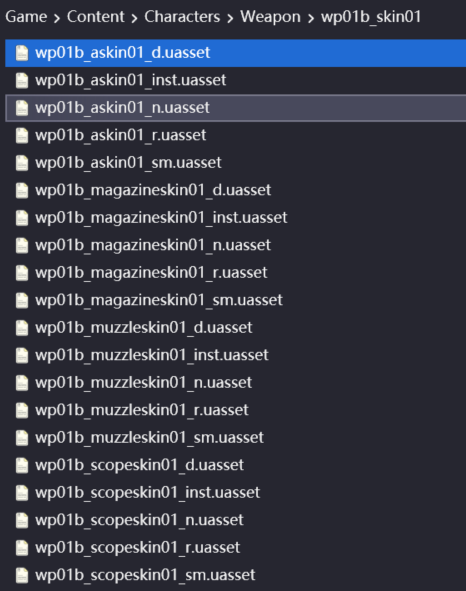 Game > Content > Characters > Weapon > wp01b_skin01
wp01b_askin01_d.uasset
wp01b_askin01_inst.uasset
wp01b_askin01_n.uasset
wp01b_askin01_r.uasset
wp01b_askin01_sm.uasset
wp01b_magazineskin01_d.uasset
wp01b_magazineskin01_inst.uasset
wp01b_magazineskin01_n.uasset
wp01b_magazineskin01_r.uasset
wp01b_magazineskin01_sm.uasset
wp01b_muzzleskin01_d.uasset
wp01b_muzzleskin01_inst.uasset
wp01b_muzzleskin01_n.uasset
wp01b_muzzleskin01_r.uasset
wp01b_muzzleskin01_sm.uasset
wp01b_scopeskin01_d.uasset
wp01b_scopeskin01_inst.uasset
wp01b_scopeskin01_n.uasset
wp01b_scopeskin01_r.uasset
wp01b_scopeskin01_sm.uasset